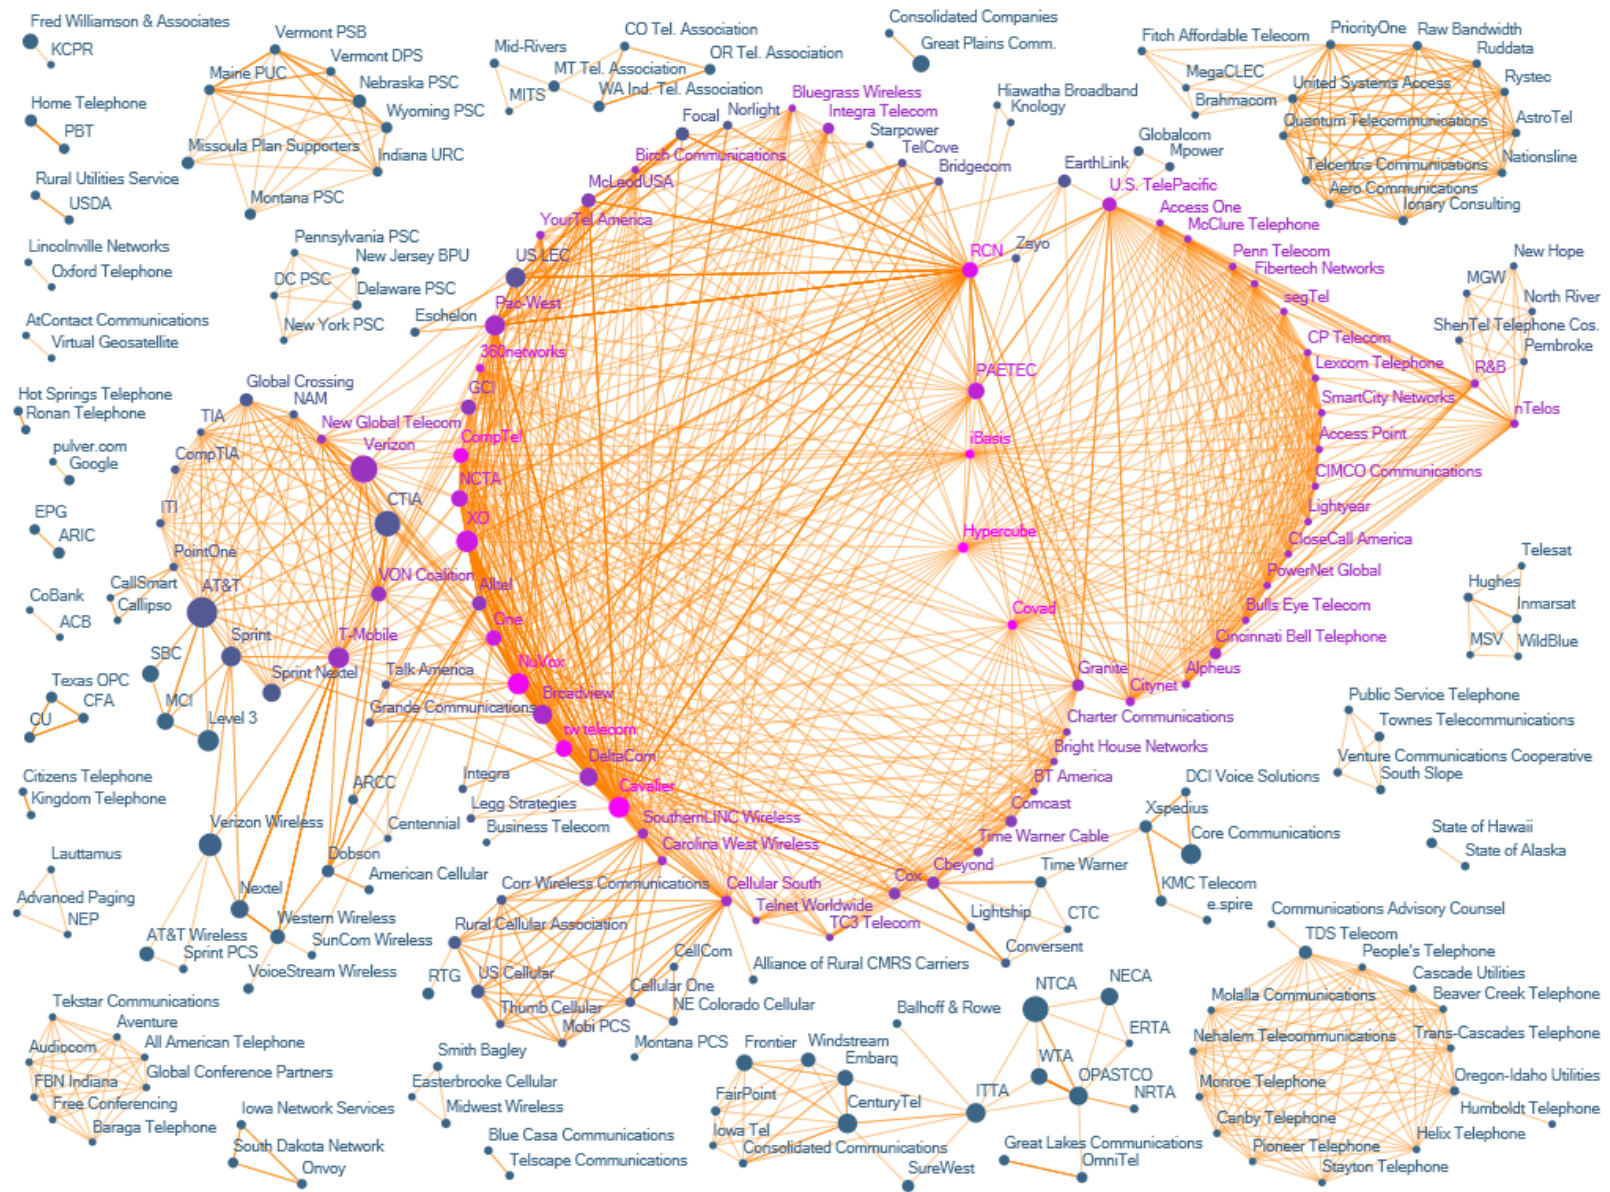 Fred Williamson & Associates
KCPR
Vermont PSB
Vermont DPS
Maine PUC
Nebraska PSC
Wyoming PSC
Missoula Plan Supporters
Indiana URC
Montana PSC
Home Telephone
PBT
Rural Utilities Service
USDA
Lincolnville Networks
Oxford Telephone
AtContact Communications
Virtual Geosatellite
Hot Springs Telephone
Ronan Telephone
pulver.com
Google
EPG
ARIC
CoBank
ACB
Texas OPC
CFA
CU
Citizens Telephone
Kingdom Telephone
Lauttamus
Advanced Paging
NEP
Pennsylvania PSC
New Jersey BPU
DC PSC
Delaware PSC
New York PSC
Mid-Rivers
CO Tel. Association
OR Tel. Association
MT Tel. Association
MITS
WA Ind. Tel. Association
Consolidated Companies
Great Plains Comm.
Hiawatha Broadband
Knology
Fitch Affordable Telecom
MegaCLEC
Brahmacom
PriorityOne
Raw Bandwidth
Ruddata
United Systems Access
Rystec
Quantum Telecommunications
AstroTel
Nationsline
Telcentris Communications
Aero Communications
Ionary Consulting
Globalcom
Mpower
EarthLink
U.S. TelePacific
Access One
McClure Telephone
Penn Telecom
Fibertech Networks
segTel
CP Telecom
Lexcom Telephone
SmartCity Networks
Access Point
CIMCO Communications
Lightyear
CloseCall America
PowerNet Global
Bulls Eye Telecom
Cincinnati Bell Telephone
Alpheus
Citynet
Granite
Charter Communications
Bright House Networks
BT America
Comcast
Time Warner Cable
Cbeyond
Cox
TC3 Telecom
Telnet Worldwide
Cellular South
Carolina West Wireless
SouthernLINC Wireless
Cavalier
DeltaCom
tw telecom
Broadview
NuVox
One
Alltel
XO
NCTA
CompTel
GCI
360networks
Pac-West
US LEC
YourTel America
McLeodUSA
Birch Communications
Focal
Norlight
Bluegrass Wireless
Integra Telecom
Starpower
TelCove
Bridgecom
RCN
Zayo
PAETEC
iBasis
Hypercube
Covad
Eschelon
New Hope
MGW
North River
ShenTel Telephone Cos.
Pembroke
R&B
nTelos
Global Crossing
NAM
TIA
New Global Telecom
Verizon
CompTIA
CTIA
ITI
PointOne
VON Coalition
AT&T
CallSmart
Callipso
Sprint
T-Mobile
SBC
Sprint Nextel
MCI
Level 3
Talk America
Grande Communications
Integra
Legg Strategies
Business Telecom
ARCC
Centennial
Verizon Wireless
Dobson
American Cellular
Nextel
Western Wireless
AT&T Wireless
Sprint PCS
SunCom Wireless
VoiceStream Wireless
Corr Wireless Communications
Rural Cellular Association
RTG
US Cellular
Thumb Cellular
Mobi PCS
CellCom
Cellular One
NE Colorado Cellular
Montana PCS
Alliance of Rural CMRS Carriers
Time Warner
Lightship
CTC
Conversent
DCI Voice Solutions
Xspedius
Core Communications
KMC Telecom
e.spire
Telesat
Hughes
Inmarsat
MSV
WildBlue
Public Service Telephone
Townes Telecommunications
Venture Communications Cooperative
South Slope
State of Hawaii
State of Alaska
Communications Advisory Counsel
TDS Telecom
People's Telephone
Cascade Utilities
Molalla Communications
Beaver Creek Telephone
Nehalem Telecommunications
Trans-Cascades Telephone
Monroe Telephone
Oregon-Idaho Utilities
Canby Telephone
Humboldt Telephone
Pioneer Telephone
Helix Telephone
Stayton Telephone
Tekstar Communications
Aventure
Audiocom
All American Telephone
FBN Indiana
Global Conference Partners
Free Conferencing
Baraga Telephone
Iowa Network Services
South Dakota Network
Onvoy
Smith Bagley
Easterbrooke Cellular
Midwest Wireless
Blue Casa Communications
Telscape Communications
Balhoff & Rowe
Frontier
Windstream
Embarq
FairPoint
CenturyTel
Iowa Tel
Consolidated Communications
SureWest
ITTA
NTCA
NECA
ERTA
WTA
OPASTCO
NRTA
Great Lakes Communications
OmniTel